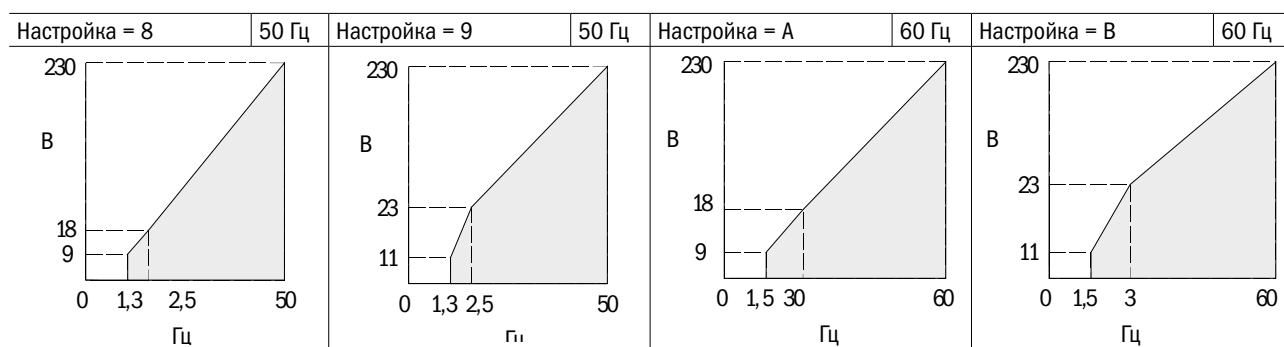 Настройка = 8 50 Гц
230
В
18
9
0 1,3 2,5 50
Гц
Настройка = 9 50 Гц
230
В
23
11
0 1,3 2,5 50
Гц
Настройка = А 60 Гц
230
В
18
9
0 1,5 30 60
Гц
Настройка = В 60 Гц
230
В
23
11
0 1,5 3 60
Гц